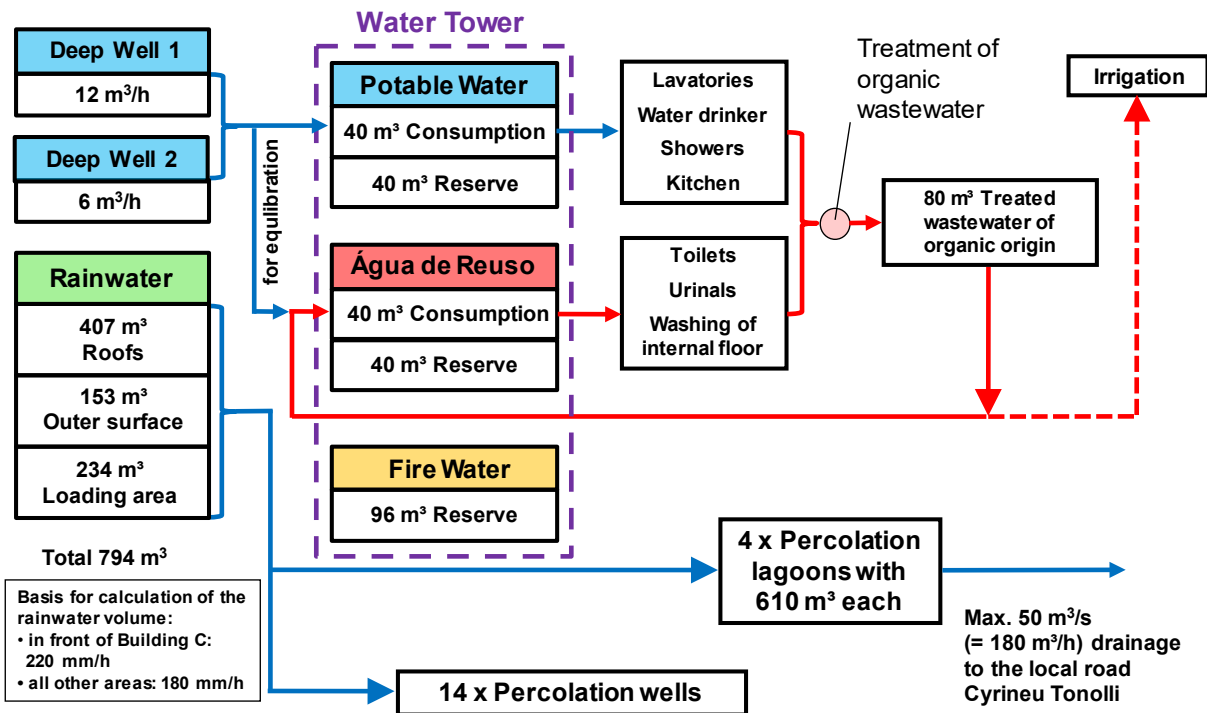 Deep Well 1
12 m³/h
Deep Well 2
6 m³/h
for equlibration
Rainwater
407 m³
Roofs
153 m³
Outer surface
234 m³
Loading area
Total 794 m³
Basis for calculation of the
rainwater volume:
• in front of Building C:
220 mm/h
• all other areas: 180 mm/h
Water Tower
Potable Water
40 m³ Consumption
40 m³ Reserve
Água de Reuso
40 m³ Consumption
40 m³ Reserve
Fire Water
96 m³ Reserve
Lavatories
Water drinker
Showers
Kitchen
Toilets
Urinals
Washing of
internal floor
Treatment of
organic
wastewater
80 m³ Treated
wastewater of
organic origin
Irrigation
4 x Percolation
lagoons with
610 m³ each
Max. 50 m³/s
(= 180 m³/h) drainage
to the local road
Cyrineu Tonolli
14 x Percolation wells